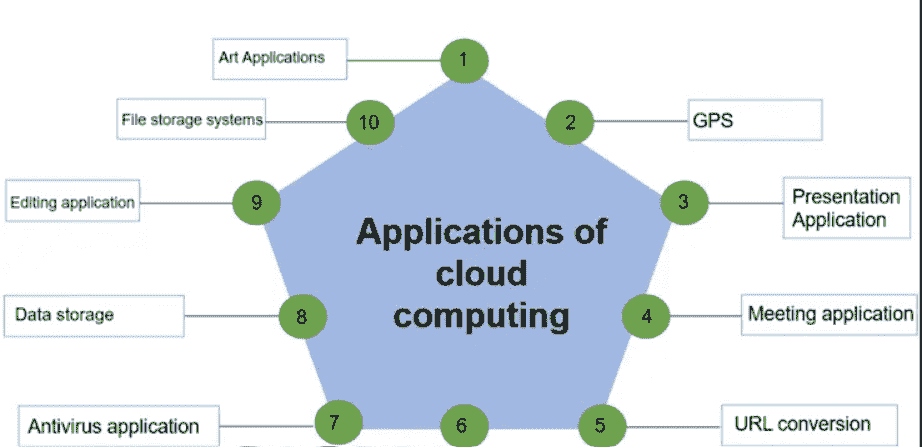 Art Applications
1
File storage systems
10
2
GPS
Editing application
9
3
Presentation
Application
Applications of
cloud
computing
Data storage
8
4
Meeting application
Antivirus application
7
6
5
URL conversion